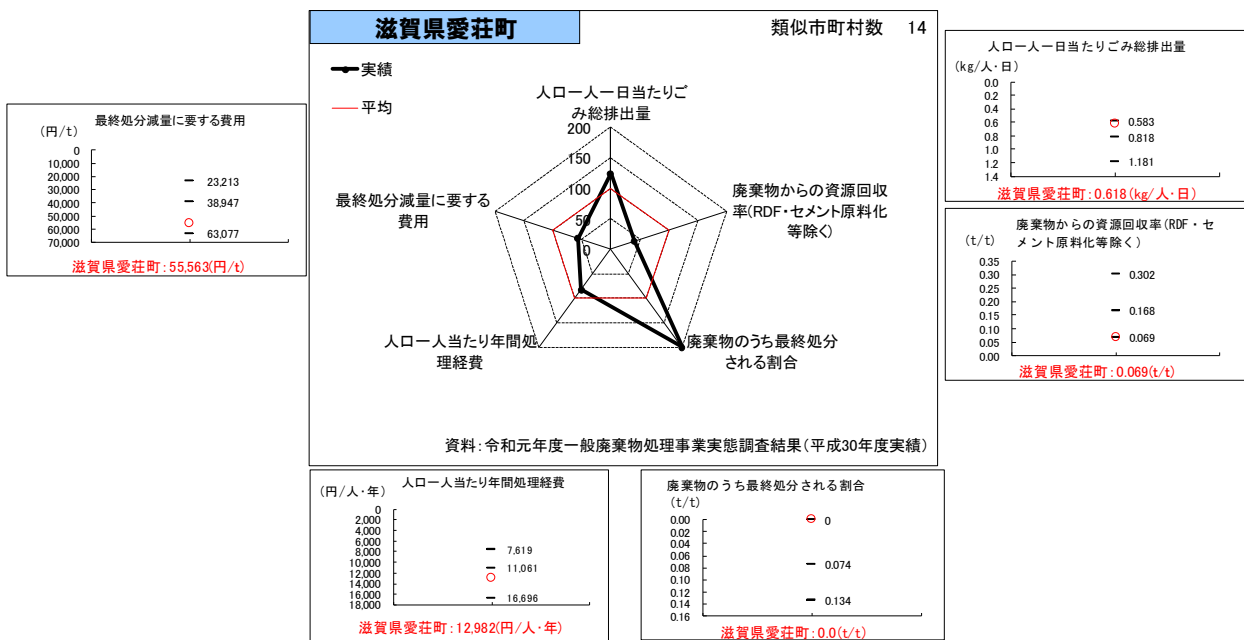 滋賀県愛荘町
類似市町村数 14
実績
平均
人口一人一日当たりご
み総排出量
200
150
100
50
0
廃棄物からの資源回収
率(RDF・セメント原料化
等除く)
廃棄物のうち最終処分
される割合
人口一人当たり年間処
理経費
最終処分減量に要する
費用
資料:令和元年度一般廃棄物処理事業実態調査結果(平成30年度実績)
最終処分減量に要する費用
(円/t)
0
10,000
20,000
30,000
40,000
50,000
60,000
70,000
23,213
38,947
63,077
滋賀県愛荘町:55,563(円/t)
人口一人一日当たりごみ総排出量
(kg/人・日)
0.0
0.2
0.4
0.6
0.8
1.0
1.2
1.4
0.583
0.818
1.181
滋賀県愛荘町:0.618(kg/人・日)
廃棄物からの資源回収率(RDF・セ
メント原料化等除く)
(t/t)
0.35
0.30
0.25
0.20
0.15
0.10
0.05
0.00
0.302
0.168
0.069
滋賀県愛荘町:0.069(t/t)
人口一人当たり年間処理経費
(円/人・年)
0
2,000
4,000
6,000
8,000
10,000
12,000
14,000
16,000
18,000
7,619
11,061
16,696
滋賀県愛荘町:12,982(円/人・年)
廃棄物のうち最終処分される割合
(t/t)
0.00
0.02
0.04
0.06
0.08
0.10
0.12
0.14
0.16
0
0.074
0.134
滋賀県愛荘町:0.0(t/t)